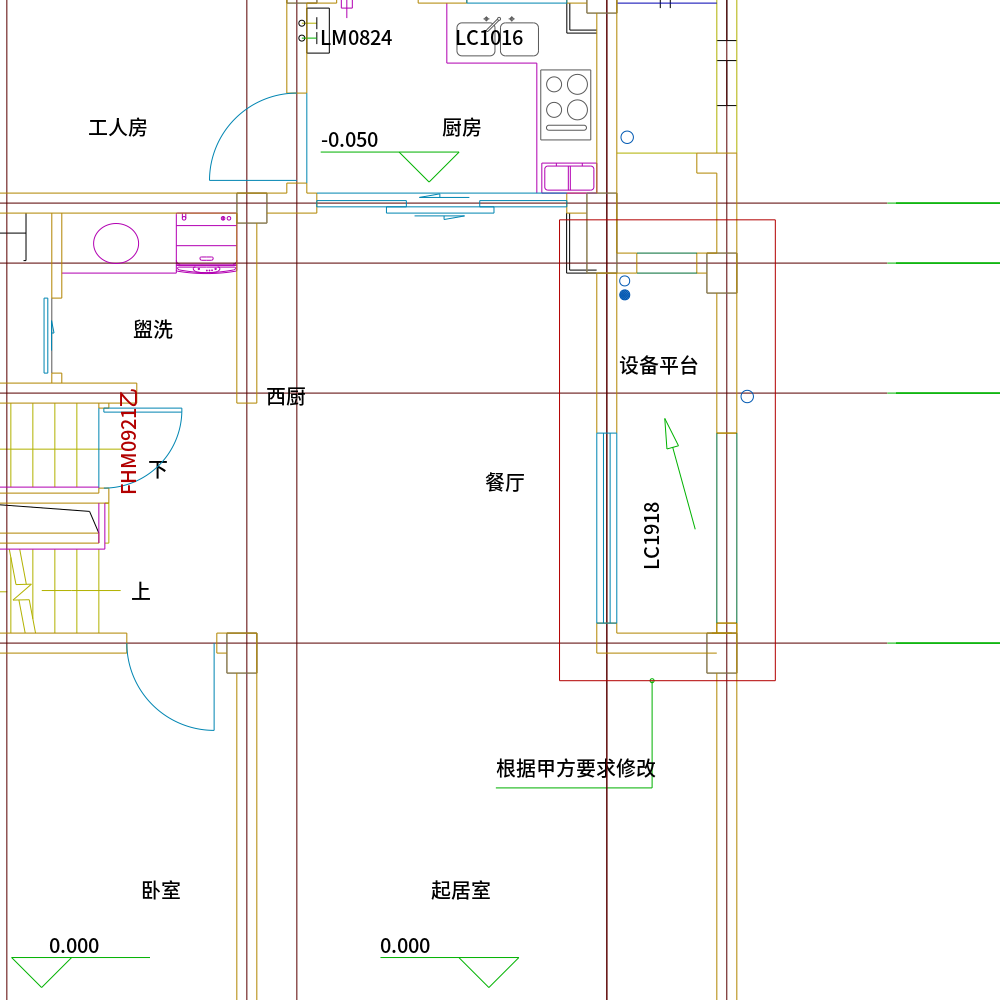 LM0824
LC1016
工人房
-0.050
厨房
盥洗
设备平台
西厨
FHM0921乙
下
餐厅
LC1918
上
根据甲方要求修改
卧室
起居室
0.000
0.000